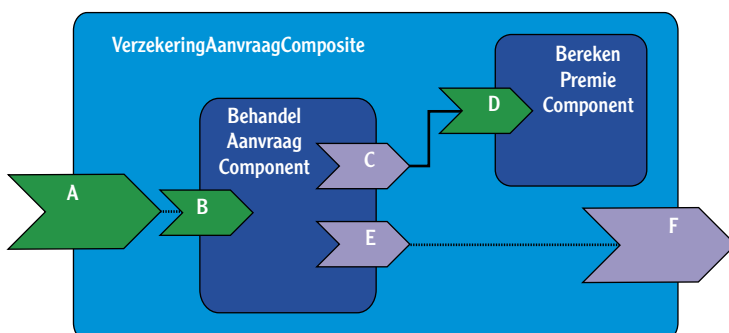 VerzekeringAanvraagComposite
Bereken
Premie
Component
D
Behandel
Aanvraag
Component
C
A
B
E
F